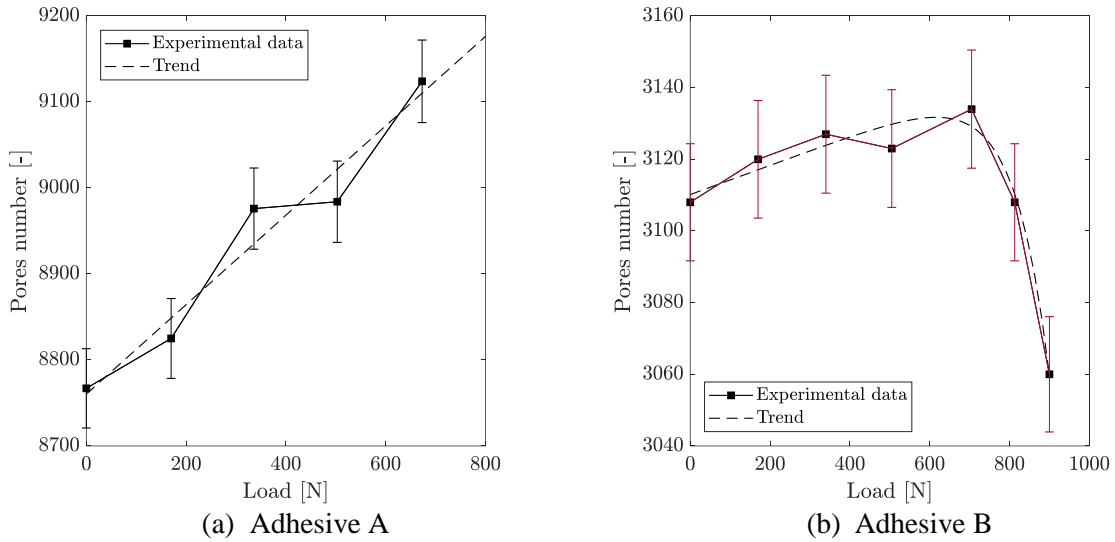 9200
9100
9000
8900
8800
8700
0
200
400
600
800
Pores number [-]
Load [N]
Experimental data
Trend
(a) Adhesive A
3160
3140
3120
3100
3080
3060
3040
0
200
400
600
800
1000
Pores number [-]
Load [N]
Experimental data
Trend
(b) Adhesive B